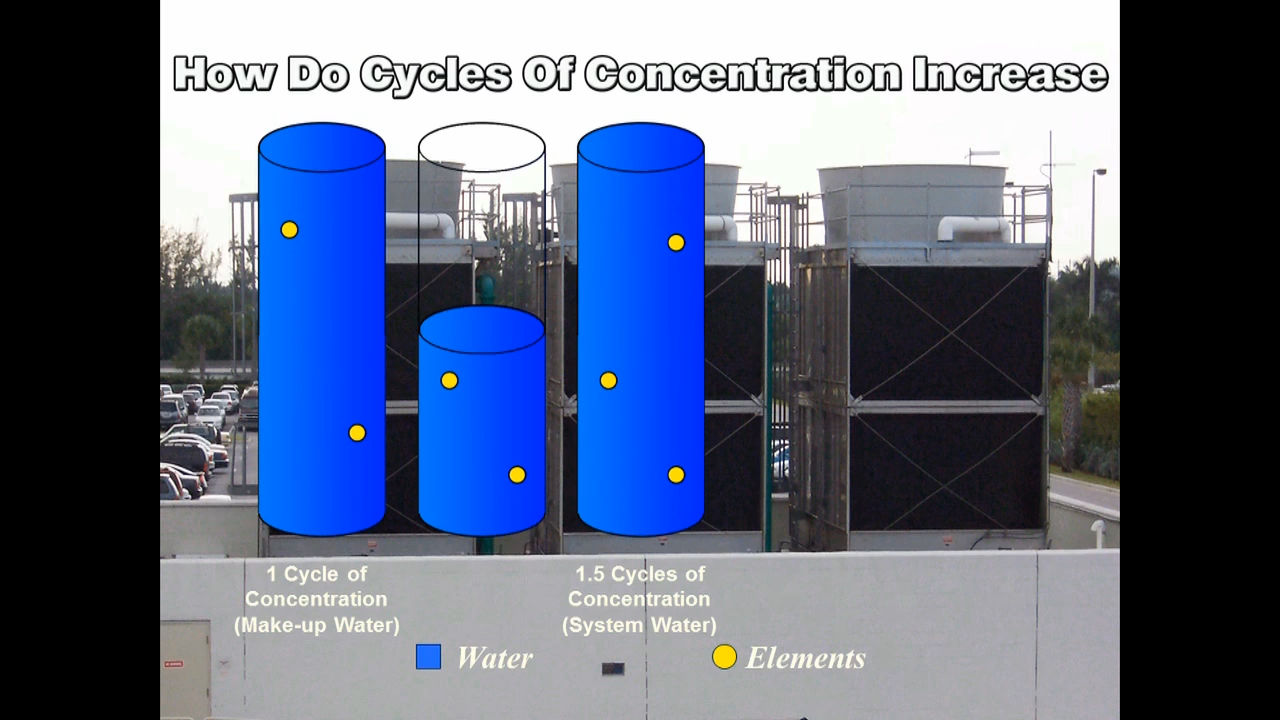 How Do Cycles Of Concentration Increase
1 Cycle of
Concentration
(Make-up Water)
1.5 Cycles of
Concentration
(System Water)
Water
Elements